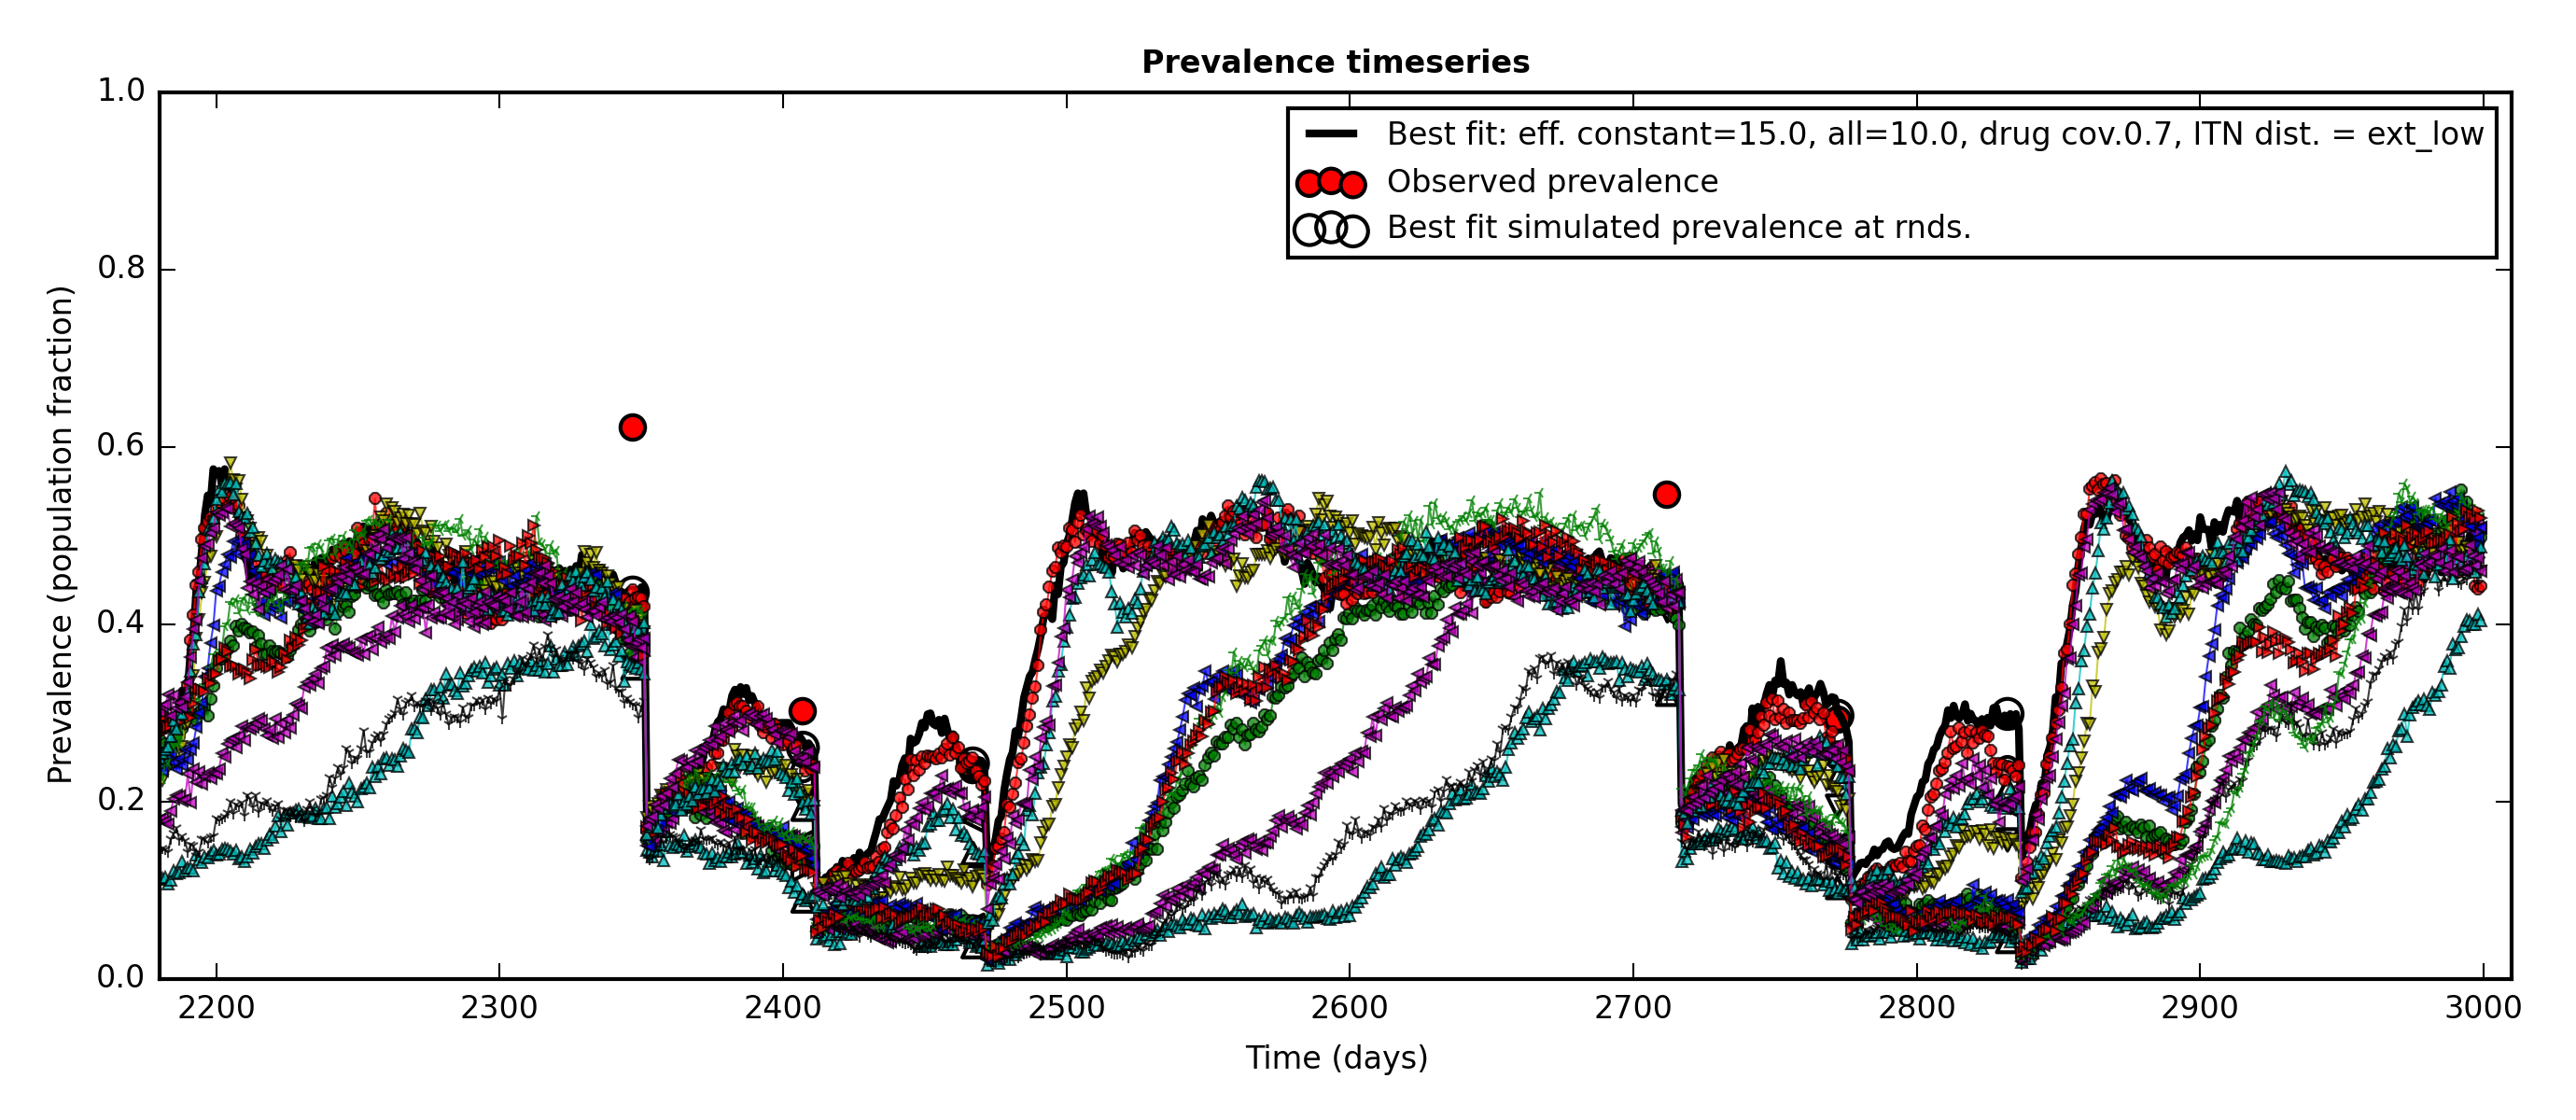 Prevalence timeseries
1.0
0.8
0.6
0.4
0.2
0.0
Prevalence (population fraction)
Best fit: eff. constant=15.0, all=10.0, drug cov.0.7, ITN dist. = ext_low
Observed prevalence
Best fit simulated prevalence at rnds.
2200 2300 2400 2500 2600 2700 2800 2900 3000
Time (days)